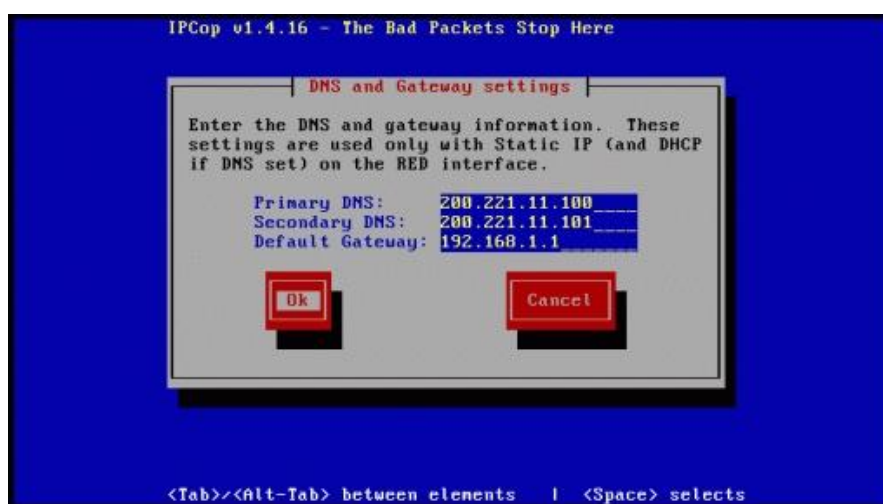 IPCop v1.4.16 - The Bad Packets Stop Here
DNS and Gateway settings
Enter the DNS and gateway information.  These
settings are used only with Static IP (and DHCP
if DNS set) on the RED interface.
Primary DNS: 200.221.11.100____
Secondary DNS: 200.221.11.101____
Default Gateway: 192.168.1.1_______
Ok Cancel
<Tab>/<Alt-Tab> between elements | <Space> selects